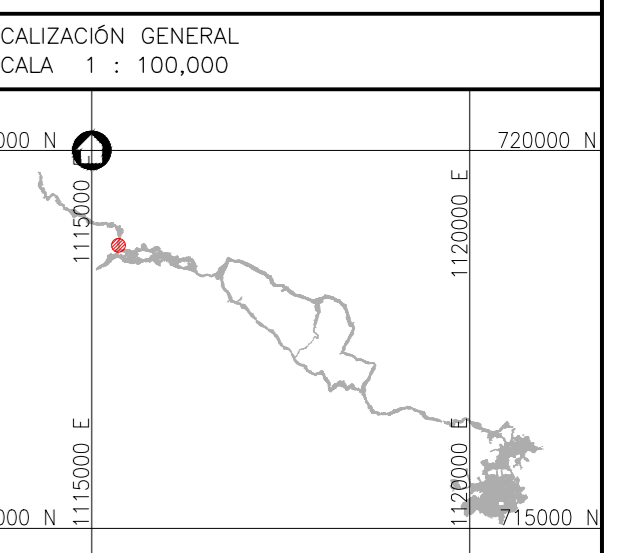 CALIZACIÓN GENERAL
CALA 1 : 100,000
000 N
720000 N
1115000 E
1120000 E
1115000 E
1120000 E
000 N
715000 N